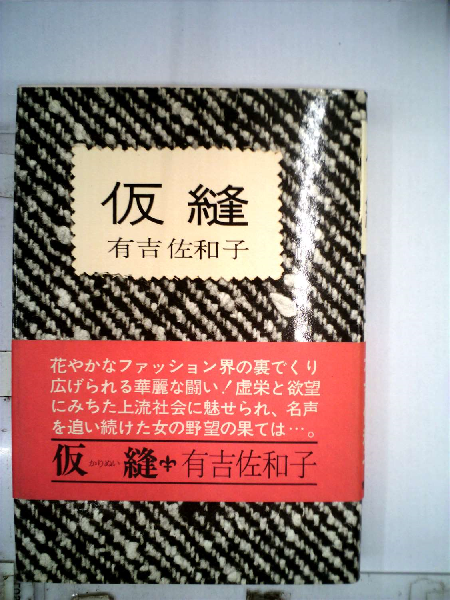 仮縫
有吉佐和子
花やかなファッション界の裏でくり
広げられる華麗な闘い！虚栄と欲望
にみちた上流社会に魅せられ、名声
を追い続けた女の野望の果ては…。
仮かりぬい縫 有吉佐和子